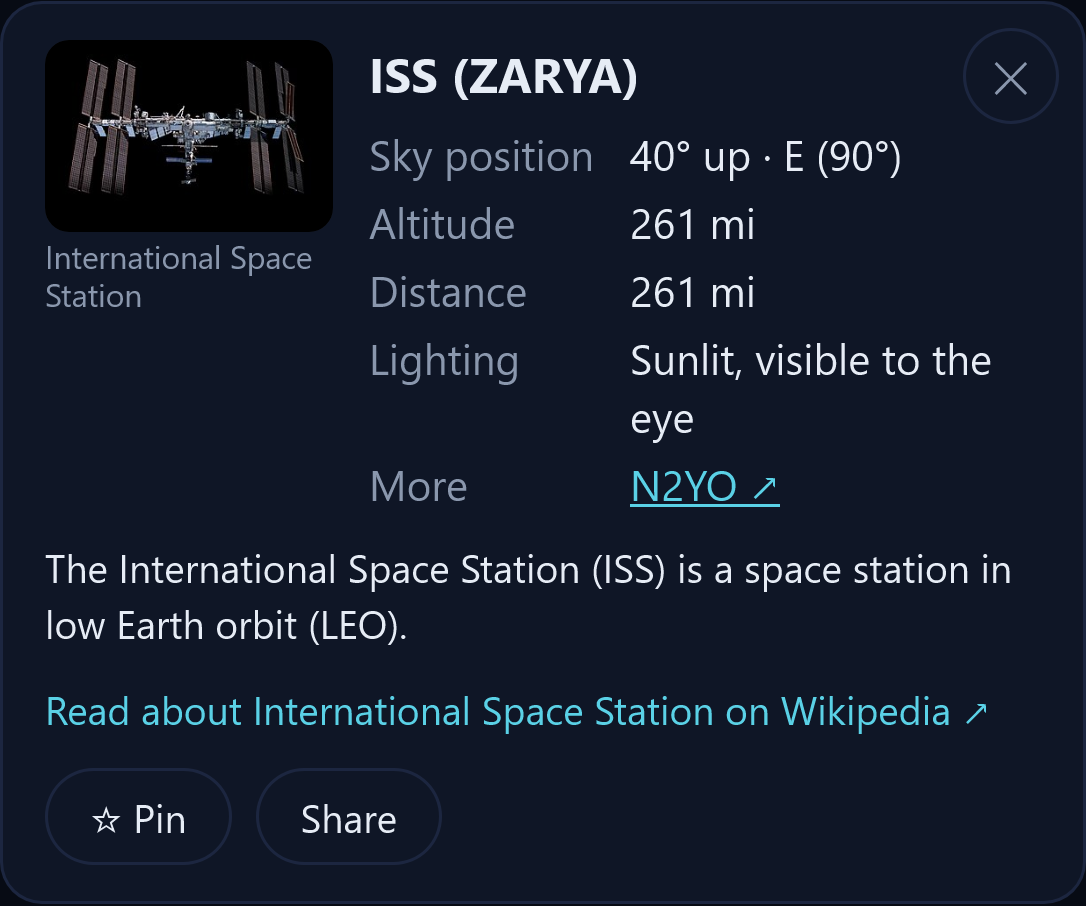 ISS (ZARYA)
Sky position 40° up · E (90°)
Altitude 261 mi
Distance 261 mi
Lighting Sunlit, visible to the
eye
More N2YO ↗
International Space
Station
The International Space Station (ISS) is a space station in
low Earth orbit (LEO).
Read about International Space Station on Wikipedia ↗
☆ Pin
Share